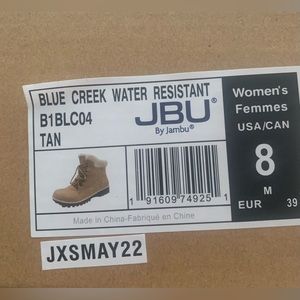 BLUE CREEK WATER RESISTANT
B1BLC04
TAN
JBU®
By Jambu®
Women's
Femmes
USA/CAN
8
M
EUR 39
1 91609 74925 1
Made in China-Fabriqué en Chine
JXSMAY22